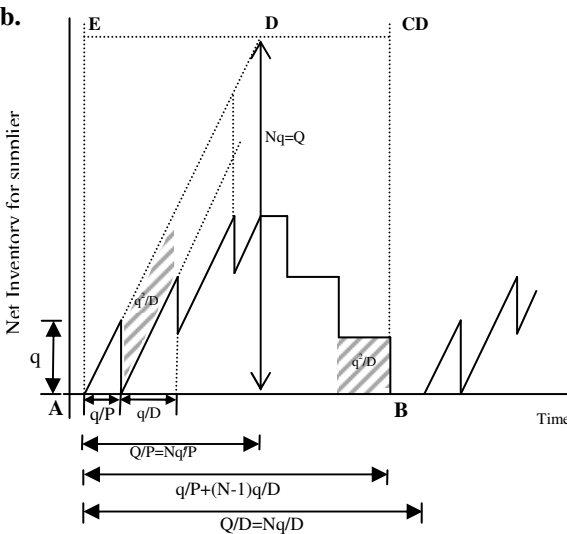 b.
E D CD
Net Inventory for supplier
Nq=Q
q²/D
q²/D
q
A B
q/P q/D
Time
Q/P=Nq/P
q/P+(N-1)q/D
Q/D=Nq/D